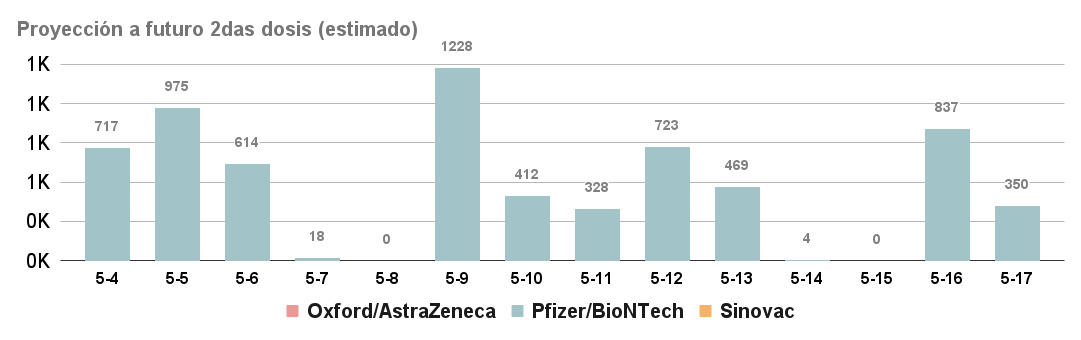 Proyección a futuro 2das dosis (estimado)
1K
1K
1K
1K
0K
0K
717
975
614
18
0
1228
412
328
723
469
4
0
837
350
5-4 5-5 5-6 5-7 5-8 5-9 5-10 5-11 5-12 5-13 5-14 5-15 5-16 5-17
Oxford/AstraZeneca Pfizer/BioNTech Sinovac